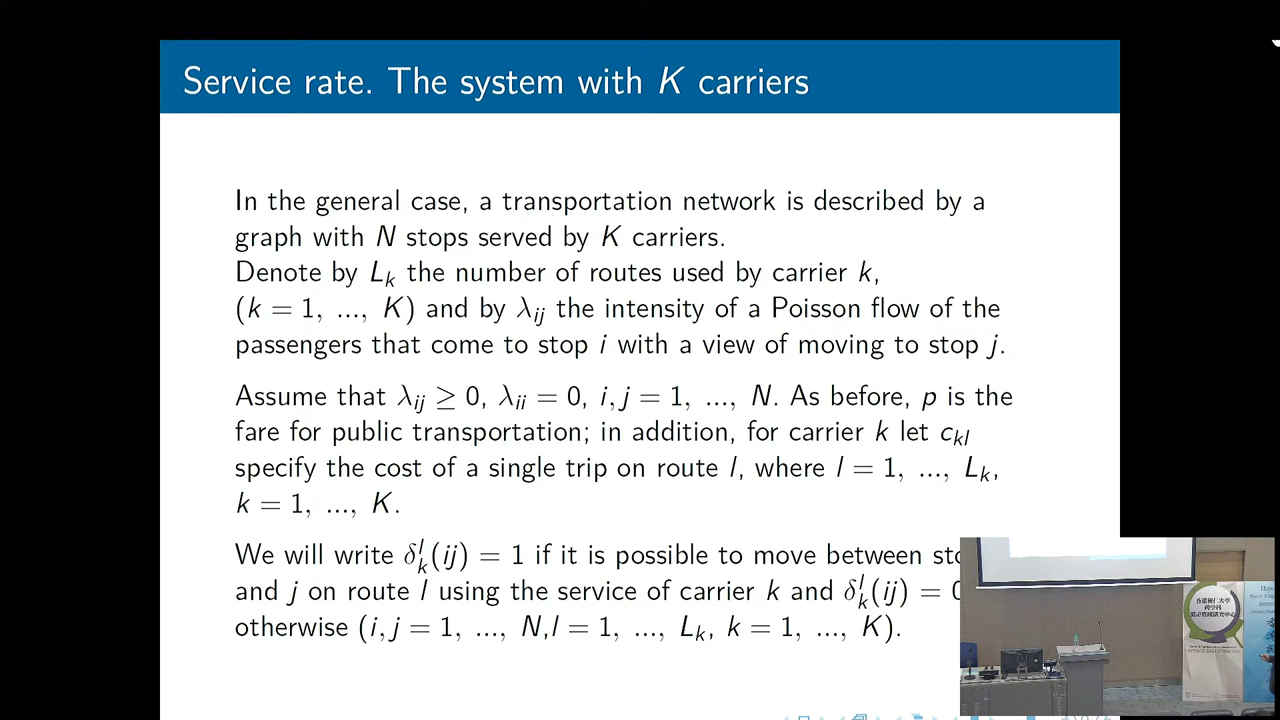 Service rate. The system with K carriers
In the general case, a transportation network is described by a
graph with N stops served by K carriers.
Denote by L_k the number of routes used by carrier k,
(k = 1, ..., K) and by λ_ij the intensity of a Poisson flow of the
passengers that come to stop i with a view of moving to stop j.
Assume that λ_ij ≥ 0, λ_ii = 0, i, j = 1, ..., N. As before, p is the
fare for public transportation; in addition, for carrier k let c_kl
specify the cost of a single trip on route l, where l = 1, ..., L_k,
k = 1, ..., K.
We will write δ_k^l(ij) = 1 if it is possible to move between
and j on route l using the service of carrier k and δ_k^l(ij) =
otherwise (i, j = 1, ..., N, l = 1, ..., L_k, k = 1, ..., K).